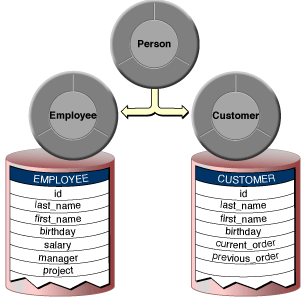 Person
Employee
Customer
EMPLOYEE
id
last_name
first_name
birthday
salary
manager
project
CUSTOMER
id
last_name
first_name
birthday
current_order
previous_order